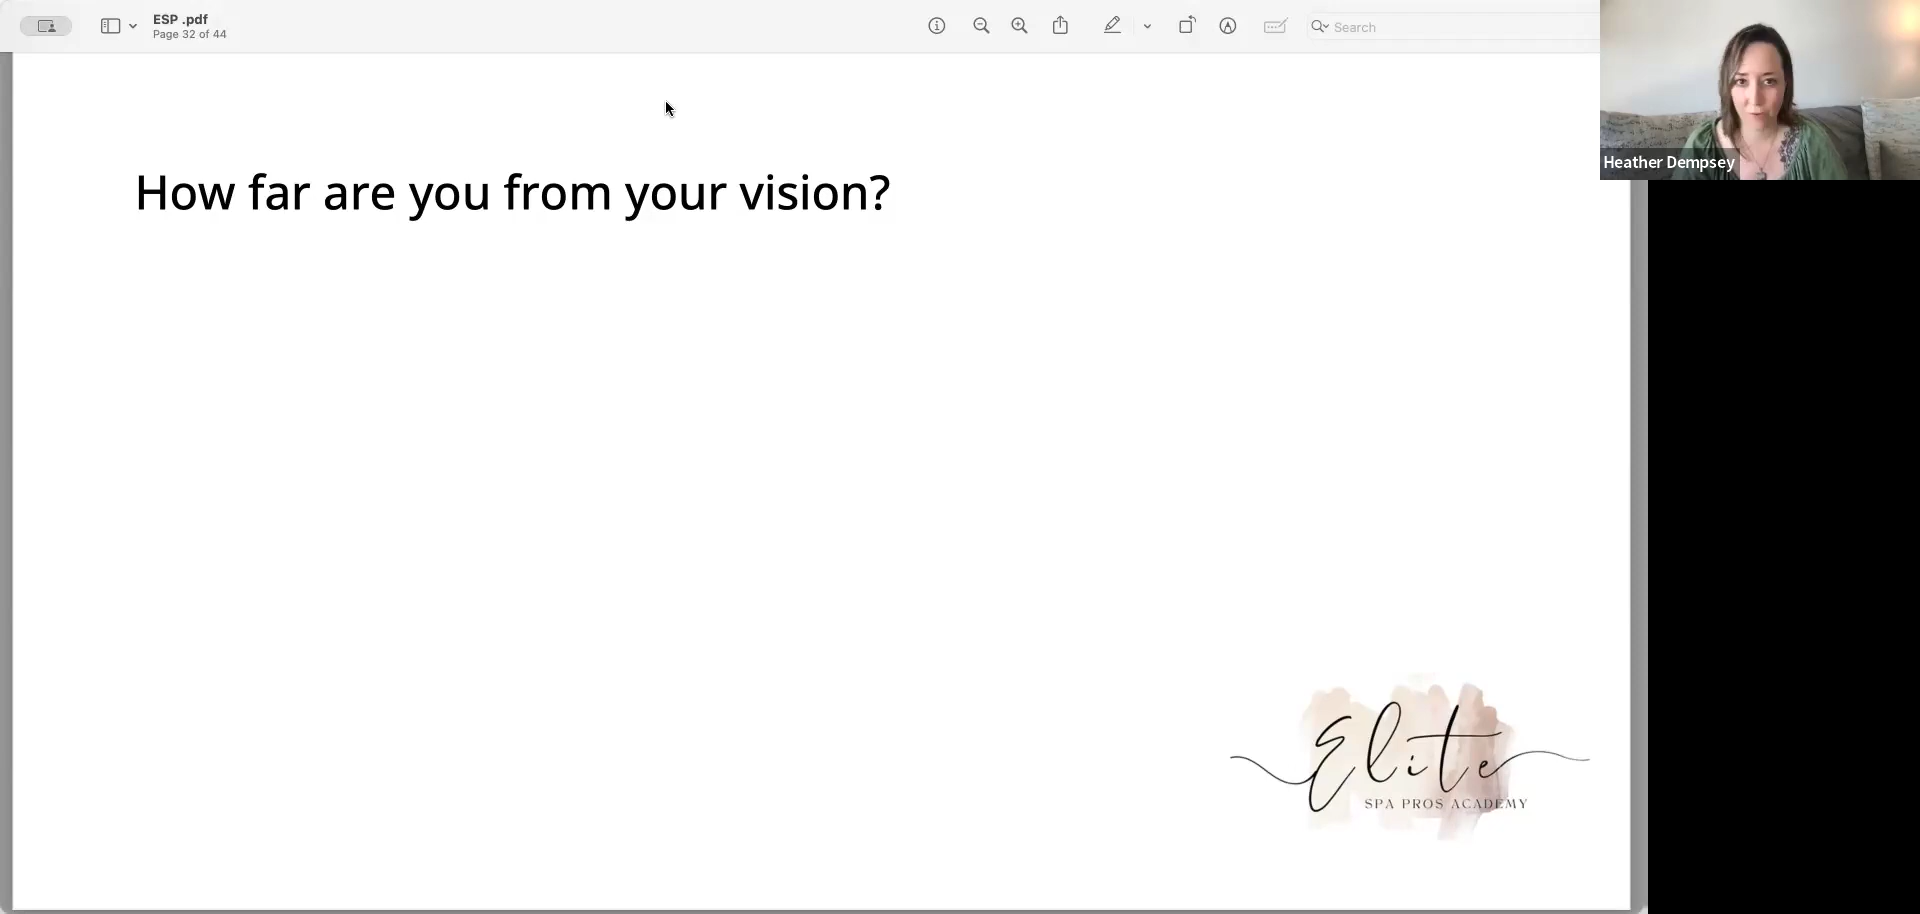 ESP .pdf
Page 32 of 44
Search
Heather Dempsey
How far are you from your vision?
Elite
SPA PROS ACADEMY